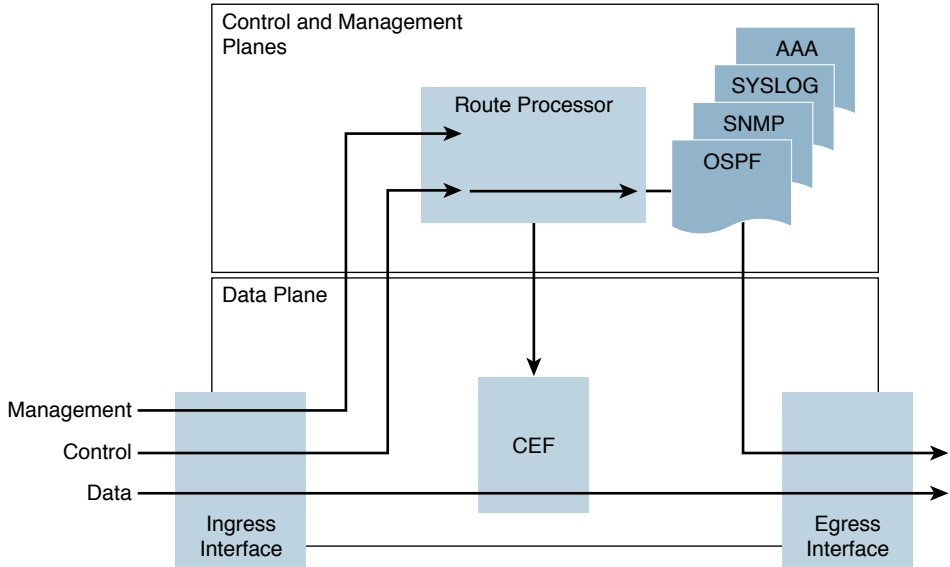 Control and Management
Planes
AAA
SYSLOG
SNMP
OSPF
Route Processor
Data Plane
Management
Control
Data
CEF
Ingress
Interface
Egress
Interface